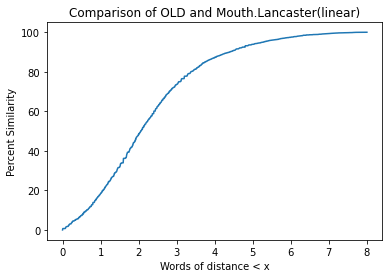 Comparison of OLD and Mouth.Lancaster(linear)
Percent Similarity
100
80
60
40
20
0
0 1 2 3 4 5 6 7 8
Words of distance < x